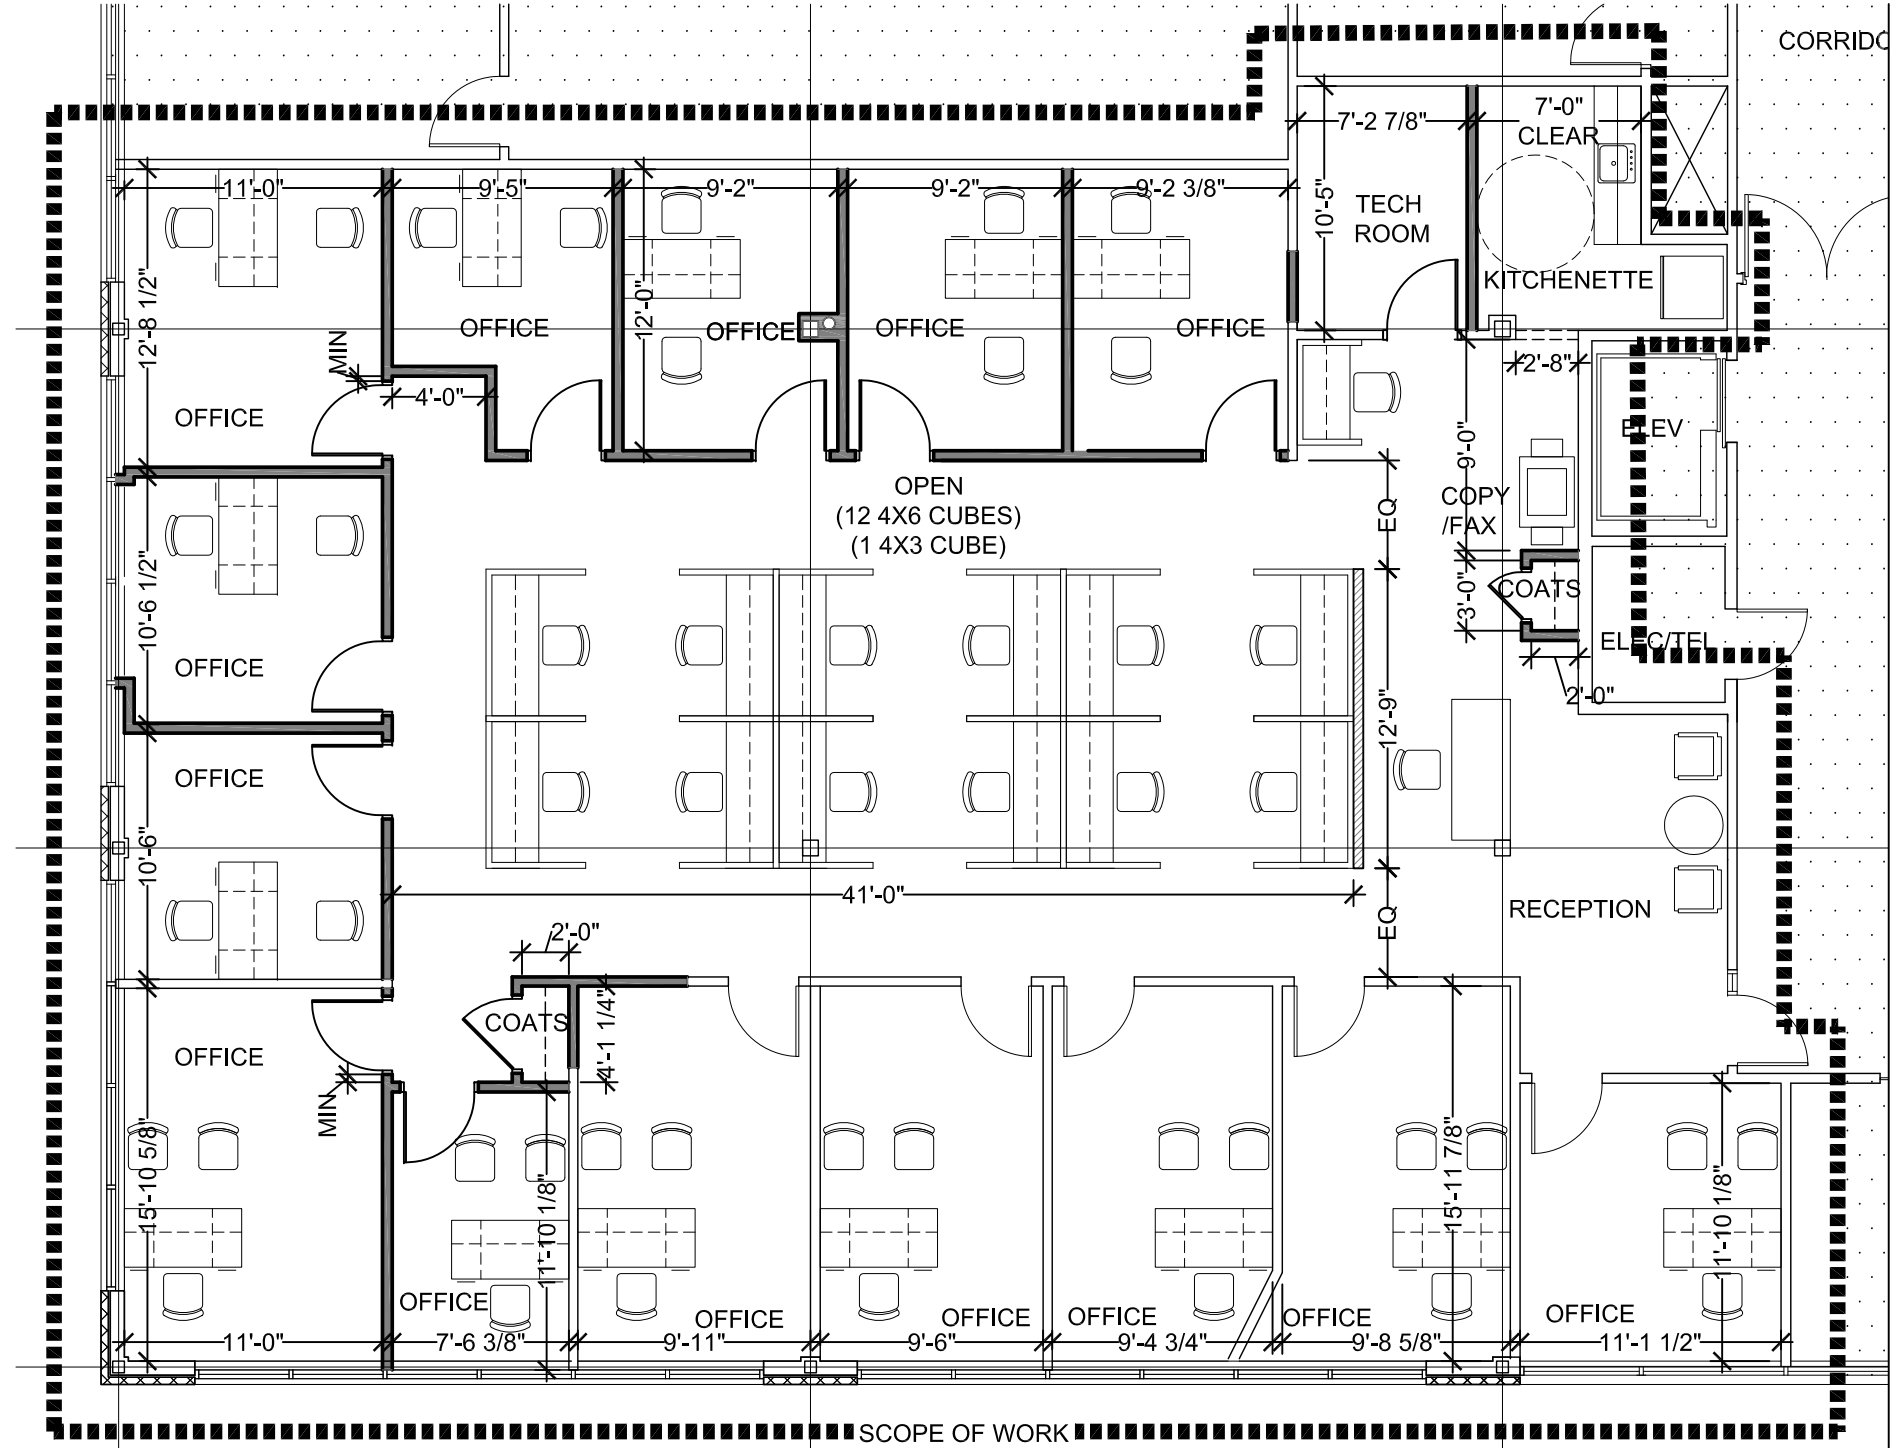 CORRIDO
7'-2 7/8"
7'-0"
CLEAR
11'-0"
9'-5"
9'-2"
9'-2"
9'-2 3/8"
10'-5"
TECH
ROOM
KITCHENETTE
12'-8 1/2"
12'-0"
OFFICE
OFFICE
OFFICE
OFFICE
MIN
2'-8"
4'-0"
OFFICE
ELEV
9'-0"
OPEN
(12 4X6 CUBES)
(1 4X3 CUBE)
EQ
COPY
/FAX
10'-6 1/2"
COATS
3'-0"
ELEC/TEL
OFFICE
2'-0"
12'-9"
OFFICE
10'-6"
41'-0"
EQ
RECEPTION
2'-0"
COATS
4'-1 1/4"
OFFICE
MIN
15'-10 5/8"
11'-10 1/8"
15'-11 7/8"
11'-10 1/8"
OFFICE
OFFICE
OFFICE
OFFICE
OFFICE
OFFICE
11'-0"
7'-6 3/8"
9'-11"
9'-6"
9'-4 3/4"
9'-8 5/8"
11'-1 1/2"
SCOPE OF WORK